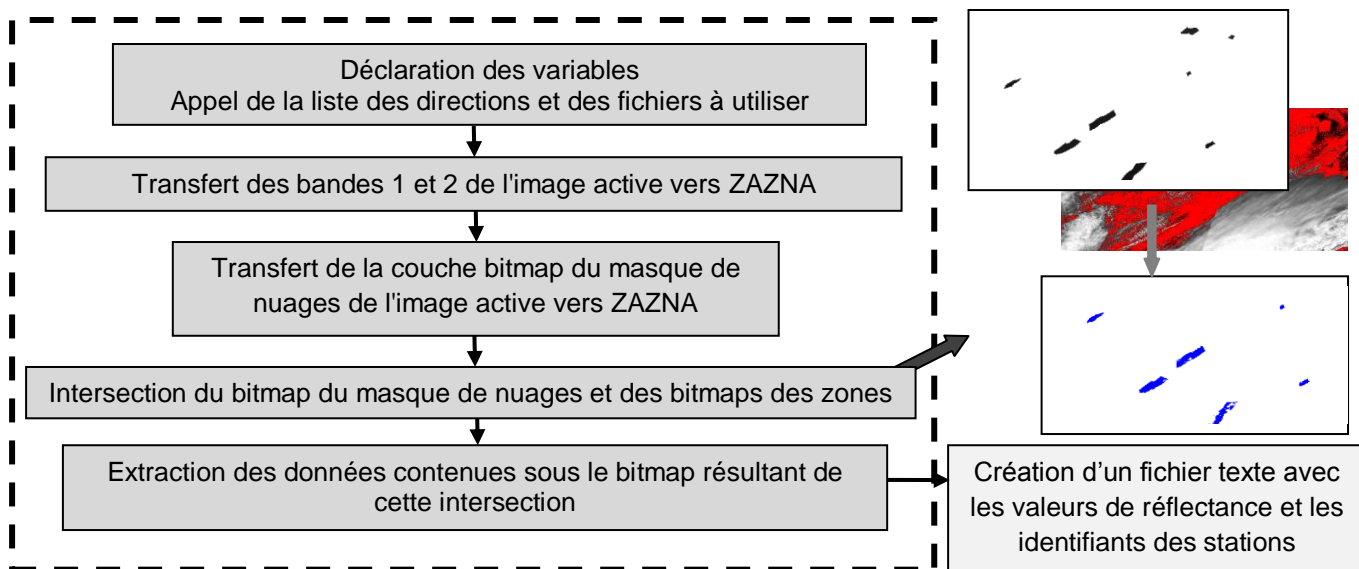 Déclaration des variables
Appel de la liste des directions et des fichiers à utiliser
Transfert des bandes 1 et 2 de l'image active vers ZAZNA
Transfert de la couche bitmap du masque de
nuages de l'image active vers ZAZNA
Intersection du bitmap du masque de nuages et des bitmaps des zones
Extraction des données contenues sous le bitmap résultant de
cette intersection
Création d’un fichier texte avec
les valeurs de réflectance et les
identifiants des stations